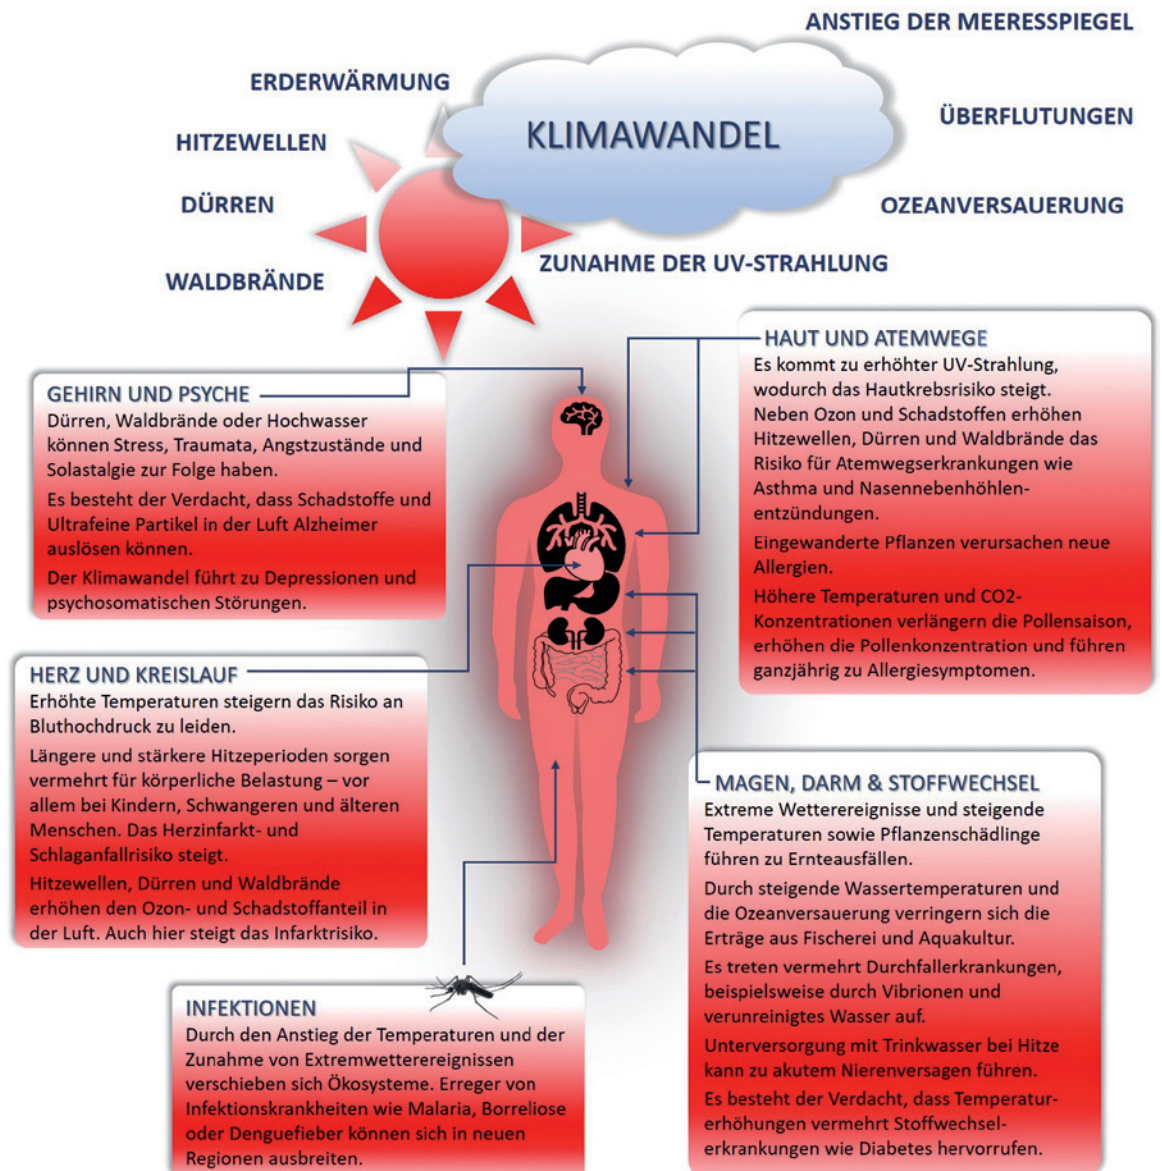 ANSTIEG DER MEERESSPIEGEL
ERDERWÄRMUNG
KLIMAWANDEL
ÜBERFLUTUNGEN
HITZEWELLEN
DÜRREN
OZEANVERSAUERUNG
ZUNAHME DER UV-STRAHLUNG
WALDBRÄNDE
GEHIRN UND PSYCHE
Dürren, Waldbrände oder Hochwasser
können Stress, Traumata, Angstzustände und
Solastalgie zur Folge haben.
Es besteht der Verdacht, dass Schadstoffe und
Ultrafeine Partikel in der Luft Alzheimer
auslösen können.
Der Klimawandel führt zu Depressionen und
psychosomatischen Störungen.
HAUT UND ATEMWEGE
Es kommt zu erhöhter UV-Strahlung,
wodurch das Hautkrebsrisiko steigt.
Neben Ozon und Schadstoffen erhöhen
Hitzewellen, Dürren und Waldbrände das
Risiko für Atemwegserkrankungen wie
Asthma und Nasennebenhöhlen-
entzündungen.
Eingewanderte Pflanzen verursachen neue
Allergien.
Höhere Temperaturen und CO2-
Konzentrationen verlängern die Pollensaison,
erhöhen die Pollenkonzentration und führen
ganzjährig zu Allergiesymptomen.
HERZ UND KREISLAUF
Erhöhte Temperaturen steigern das Risiko an
Bluthochdruck zu leiden.
Längere und stärkere Hitzeperioden sorgen
vermehrt für körperliche Belastung – vor
allem bei Kindern, Schwangeren und älteren
Menschen. Das Herzinfarkt- und
Schlaganfallrisiko steigt.
Hitzewellen, Dürren und Waldbrände
erhöhen den Ozon- und Schadstoffanteil in
der Luft. Auch hier steigt das Infarktrisiko.
MAGEN, DARM & STOFFWECHSEL
Extreme Wetterereignisse und steigende
Temperaturen sowie Pflanzenschädlinge
führen zu Ernteausfällen.
Durch steigende Wassertemperaturen und
die Ozeanversauerung verringern sich die
Erträge aus Fischerei und Aquakultur.
Es treten vermehrt Durchfallerkrankungen,
beispielsweise durch Vibrionen und
verunreinigtes Wasser auf.
Unterversorgung mit Trinkwasser bei Hitze
kann zu akutem Nierenversagen führen.
Es besteht der Verdacht, dass Temperatur-
erhöhungen vermehrt Stoffwechsel-
erkrankungen wie Diabetes hervorrufen.
INFEKTIONEN
Durch den Anstieg der Temperaturen und der
Zunahme von Extremwetterereignissen
verschieben sich Ökosysteme. Erreger von
Infektionskrankheiten wie Malaria, Borreliose
oder Denguefieber können sich in neuen
Regionen ausbreiten.